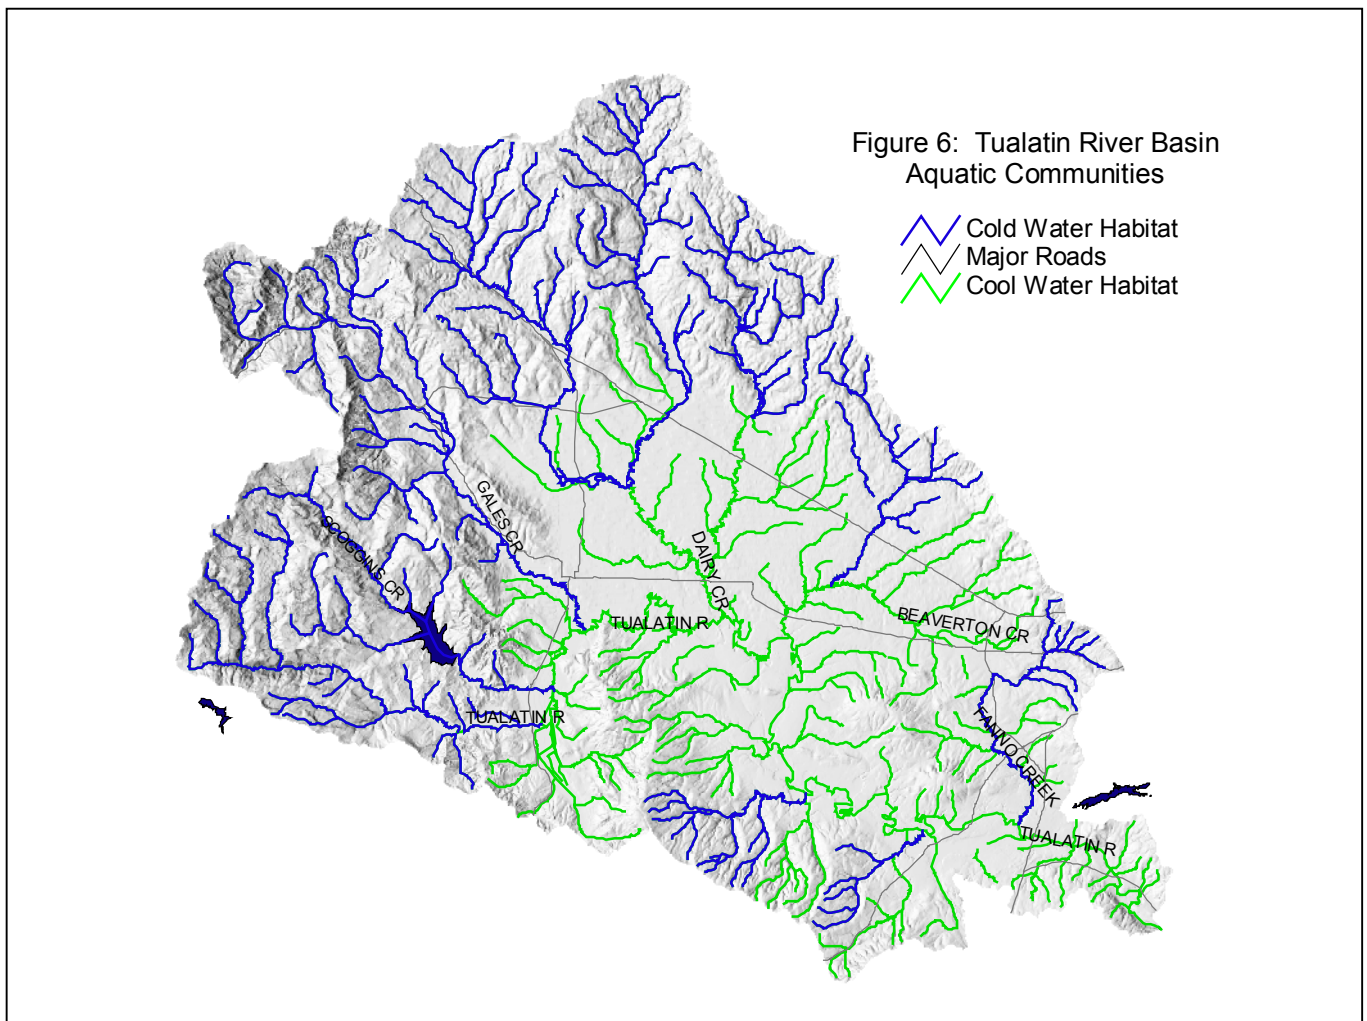 Figure 6: Tualatin River Basin
Aquatic Communities
Cold Water Habitat
Major Roads
Cool Water Habitat
GALES CR
SCOGGINS CR
DAIRY CR
TUALATIN R
BEAVERTON CR
TUALATIN R
FANNO CREEK
TUALATIN R